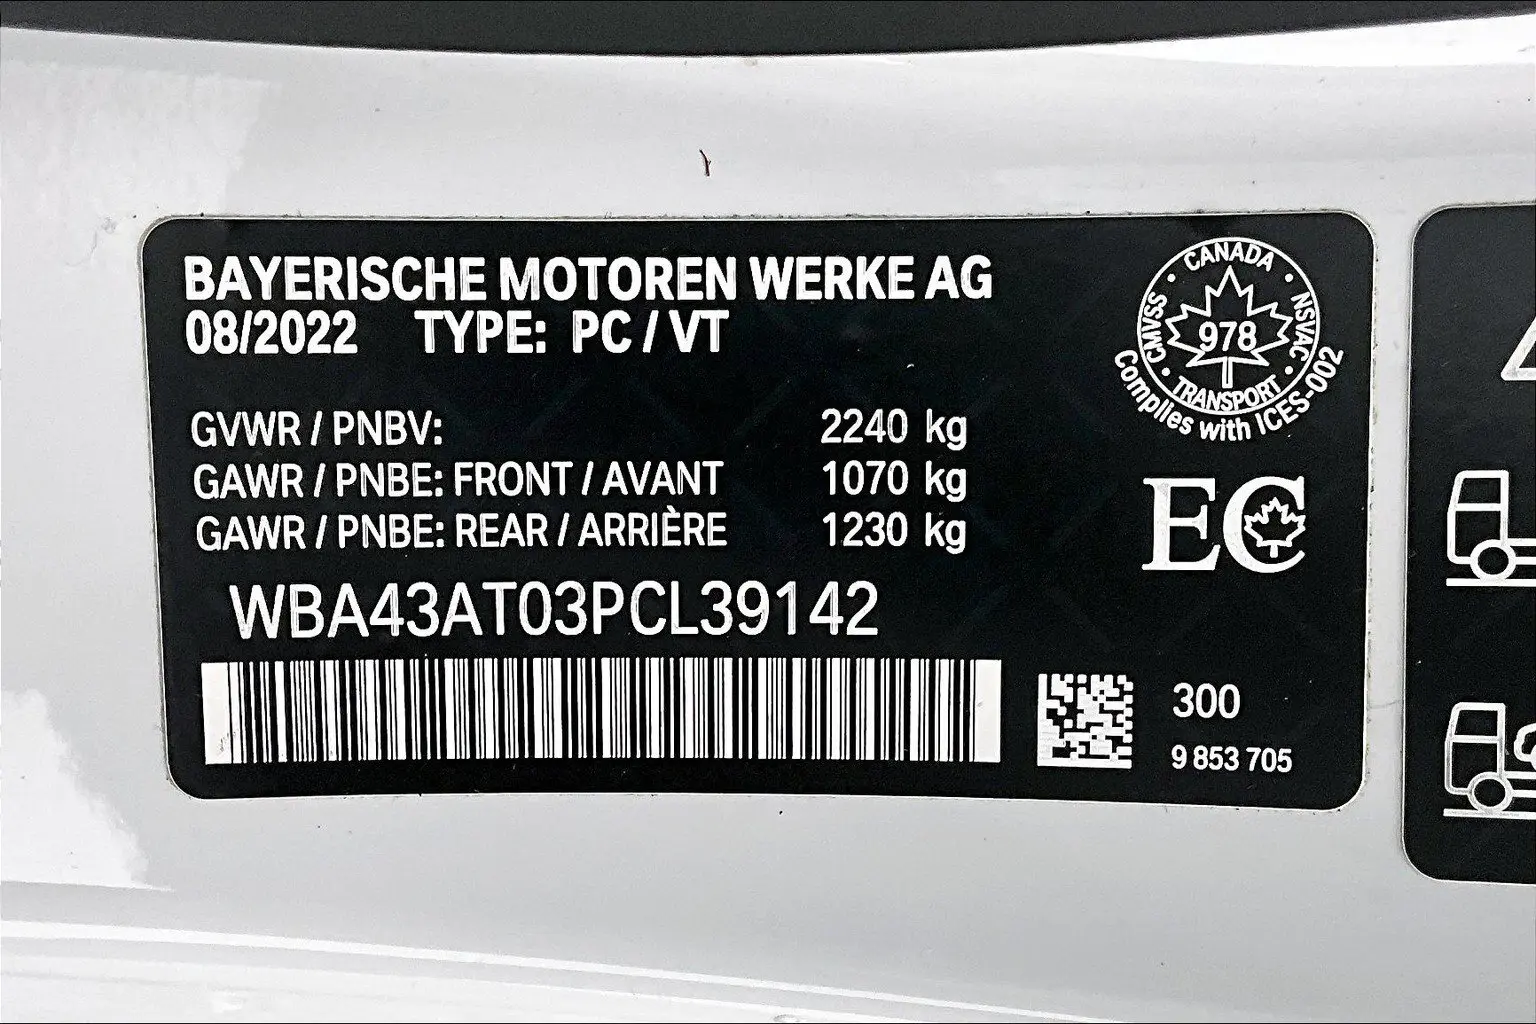 BAYERISCHE MOTOREN WERKE AG
08/2022 TYPE: PC / VT
GVWR / PNBV: 2240 kg
GAWR / PNBE: FRONT / AVANT 1070 kg
GAWR / PNBE: REAR / ARRIÈRE 1230 kg
WBA43AT03PCL39142
CANADA
CMVSS
978
NSVAC
TRANSPORT
Complies with ICES-002
EC
300
9 853 705